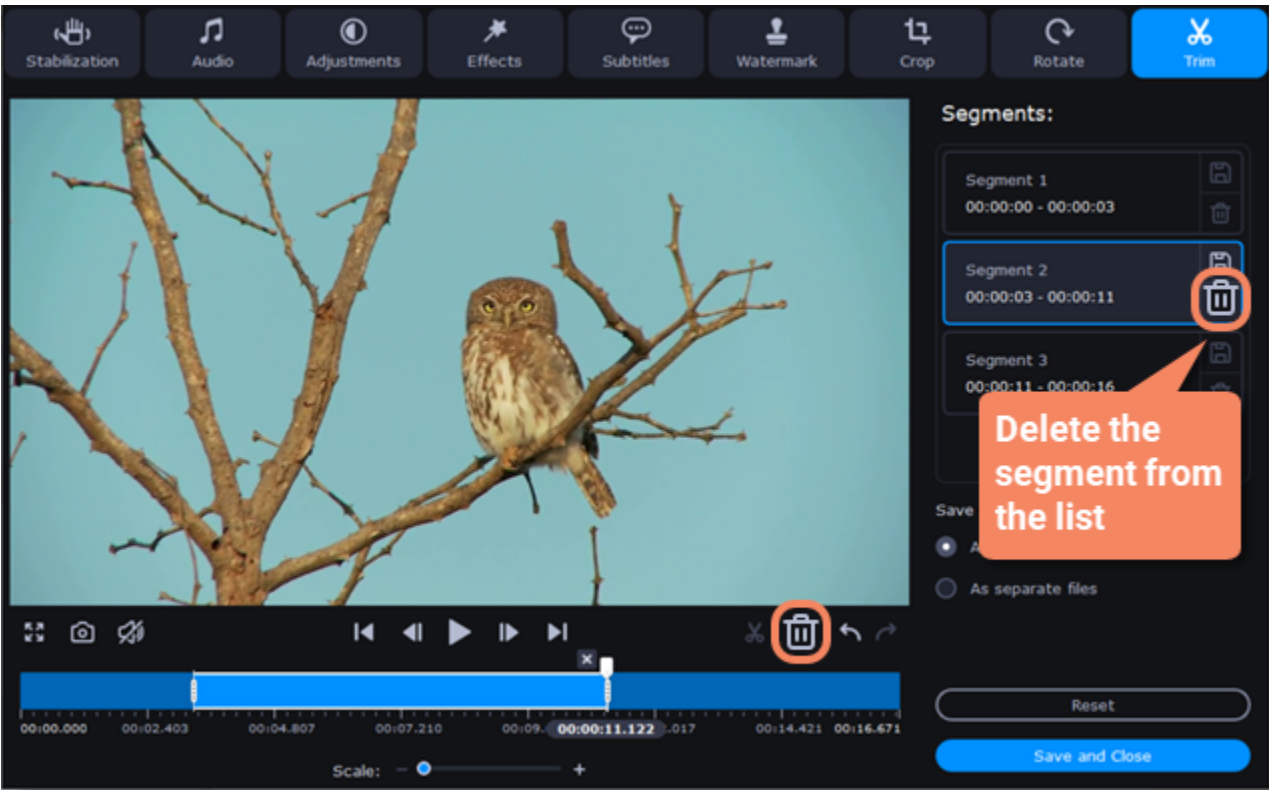 Stabilization
Audio
Adjustments
Effects
Subtitles
Watermark
Crop
Rotate
Trim
Segments:
Segment 1
00:00:00 - 00:00:03
Segment 2
00:00:03 - 00:00:11
Segment 3
00:00:11 - 00:00:16
Delete the
segment from
the list
Save
As separate files
00:00.000 00:02.403 00:04.807 00:07.210 00:09. 00:00:11.122 .017 00:14.421 00:16.671
Scale: - +
Reset
Save and Close